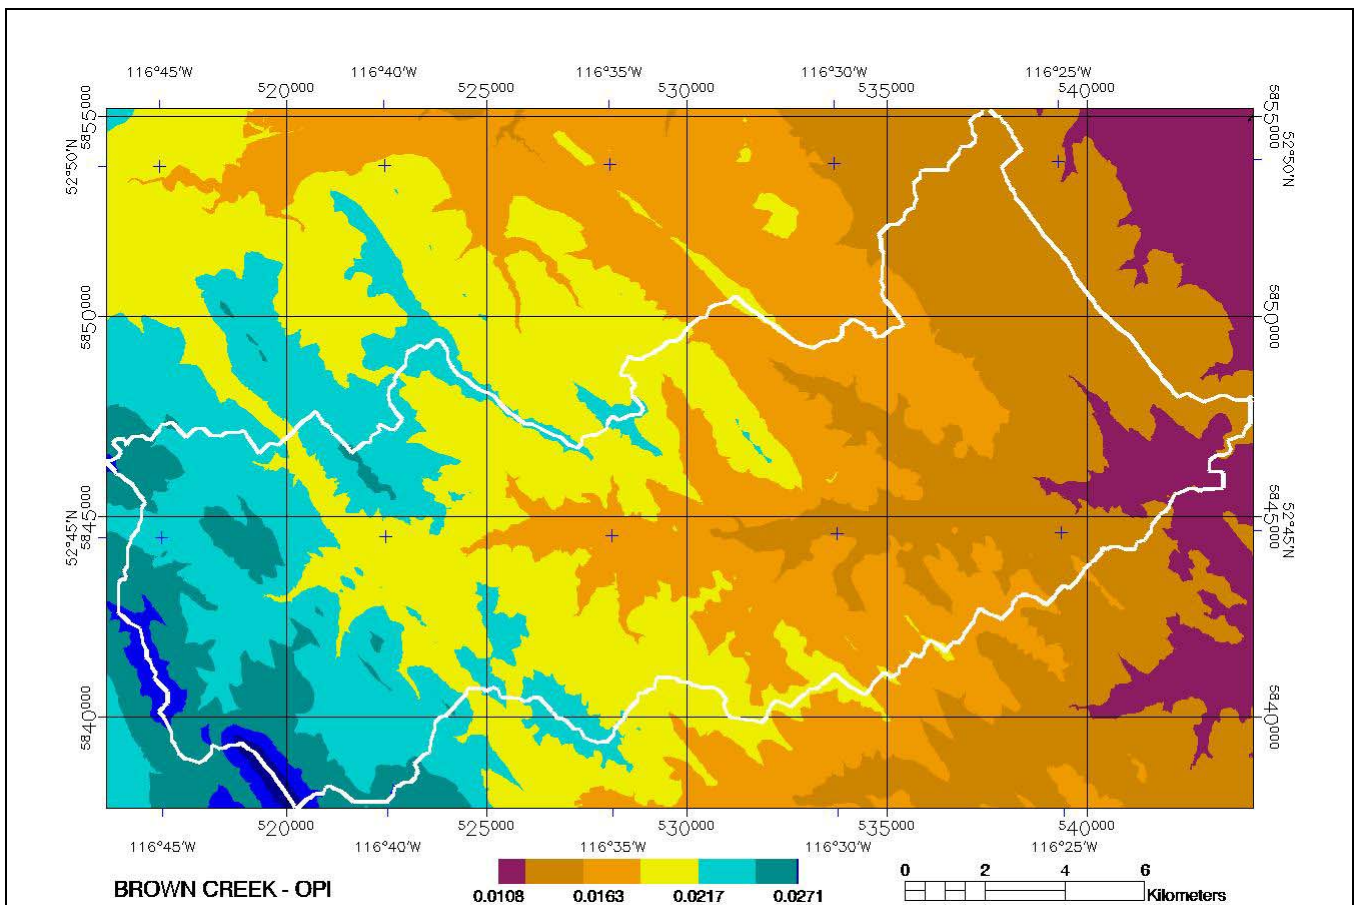 116°45'W 116°40'W 116°35'W 116°30'W 116°25'W
520000 525000 530000 535000 540000
5855000 5855000
52°50'N 52°50'N
5850000 5850000
5845000 5845000
52°45'N 52°45'N
5840000 5840000
520000 525000 530000 535000 540000
116°45'W 116°40'W 116°35'W 116°30'W 116°25'W
BROWN CREEK - OPI
0.0108 0.0163 0.0217 0.0271
0 2 4 6
Kilometers